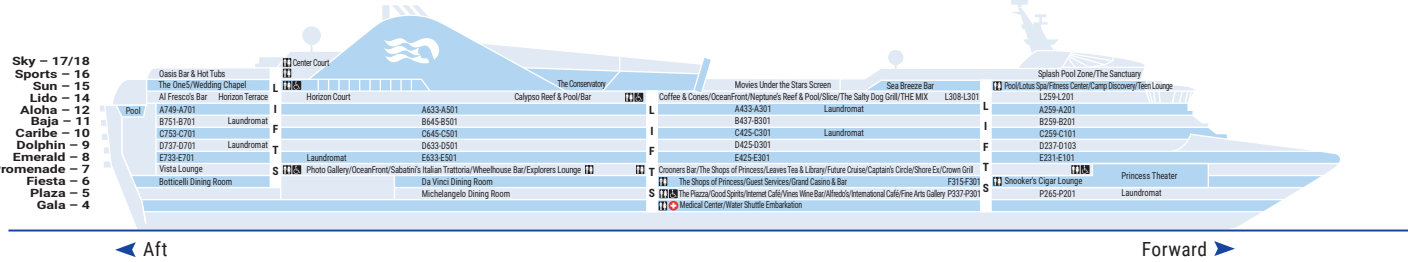 Sky – 17/18 Center Court
Sports – 16 Oasis Bar & Hot Tubs Splash Pool Zone/The Sanctuary
Sun – 15 The One5/Wedding Chapel The Conservatory Movies Under the Stars Screen Sea Breeze Bar Pool/Lotus Spa/Fitness Center/Camp Discovery/Teen Lounge
Lido – 14 Al Fresco's Bar Horizon Terrace Horizon Court Calypso Reef & Pool/Bar Coffee & Cones/OceanFront/Neptune's Reef & Pool/Slice/The Salty Dog Grill/THE MIX L308-L301 L259-L201
Aloha – 12 Pool A749-A701 A633-A501 A433-A301 Laundromat A259-A201
Baja – 11 B751-B701 Laundromat B645-B501 B437-B301 B259-B201
Caribe – 10 C753-C701 C645-C501 C425-C301 Laundromat C259-C101
Dolphin – 9 D737-D701 Laundromat D633-D501 D425-D301 D237-D103
Emerald – 8 E733-E701 Laundromat E633-E501 E425-E301 E231-E101
Promenade – 7 Vista Lounge Photo Gallery/OceanFront/Sabatini's Italian Trattoria/Wheelhouse Bar/Explorers Lounge Crooners Bar/The Shops of Princess/Leaves Tea & Library/Future Cruise/Captain's Circle/Shore Ex/Crown Grill Princess Theater
Fiesta – 6 Botticelli Dining Room Da Vinci Dining Room The Shops of Princess/Guest Services/Grand Casino & Bar F315-F301 Snooker's Cigar Lounge
Plaza – 5 Michelangelo Dining Room The Piazza/Good Spirits/Internet Café/Vines Wine Bar/Alfredo's/International Café/Fine Arts Gallery P337-P301 P265-P201 Laundromat
Gala – 4 Medical Center/Water Shuttle Embarkation
LIFTS
LIFTS
LIFTS
Aft Forward